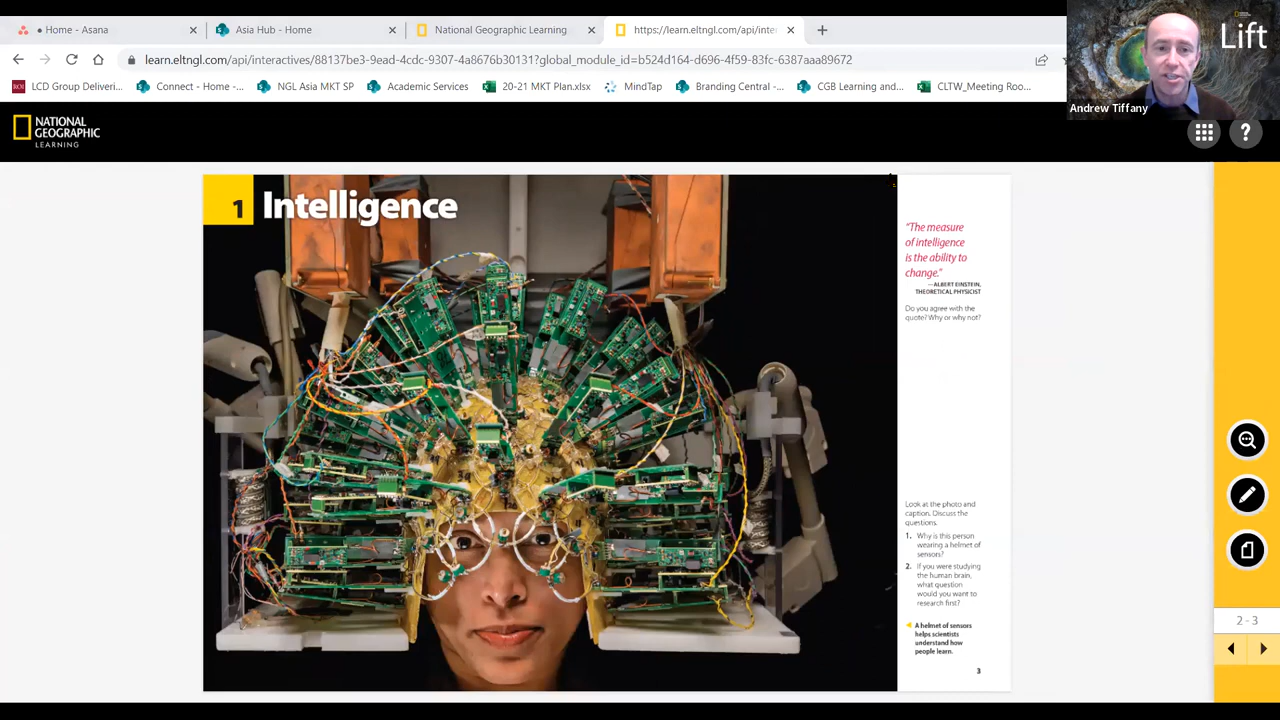 Home - Asana
Asia Hub - Home
National Geographic Learning
https://learn.eltngl.com/api/inte
learn.eltngl.com/api/interactives/88137be3-9ead-4cdc-9307-4a8676b30131?global_module_id=b524d164-d696-4f59-83fc-6387aaa89672
ROI LCD Group Deliveri...
Connect - Home -...
NGL Asia MKT SP
Academic Services
20-21 MKT Plan.xlsx
MindTap
Branding Central -...
CGB Learning and...
CLTW_Meeting Roo...
Lift
Andrew Tiffany
NATIONAL
GEOGRAPHIC
LEARNING
?
1 Intelligence
"The measure
of intelligence
is the ability to
change."
—ALBERT EINSTEIN,
THEORETICAL PHYSICIST
Do you agree with the
quote? Why or why not?
Look at the photo and
caption. Discuss the
questions.
1. Why is this person
wearing a helmet of
sensors?
2. If you were studying
the human brain,
what question
would you want to
research first?
A helmet of sensors
helps scientists
understand how
people learn.
3
2 - 3